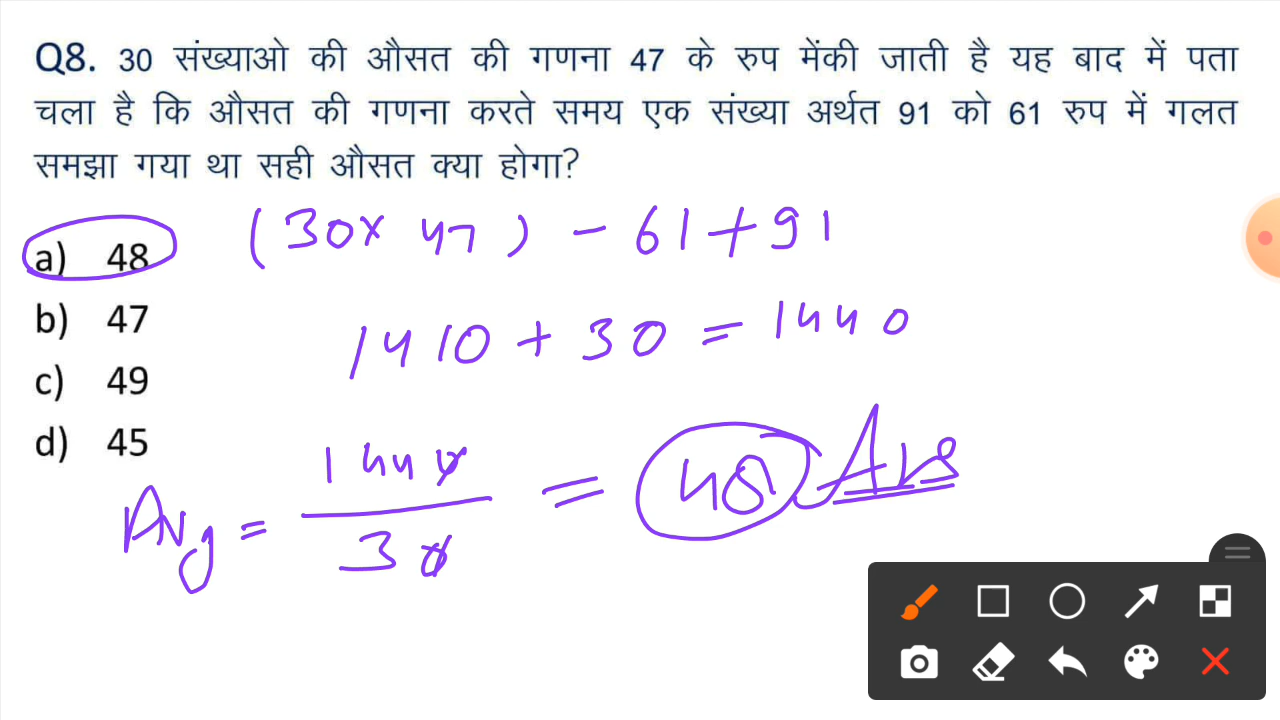 Q8. 30 संख्याओ की औसत की गणना 47 के रुप मेंकी जाती है यह बाद में पता
चला है कि औसत की गणना करते समय एक संख्या अर्थत 91 को 61 रुप में गलत
समझा गया था सही औसत क्या होगा?
(30x 47) - 61+91
a) 48
b) 47
1410 + 30 = 1440
c) 49
d) 45
Avg = 1440/30 = 48 Ans